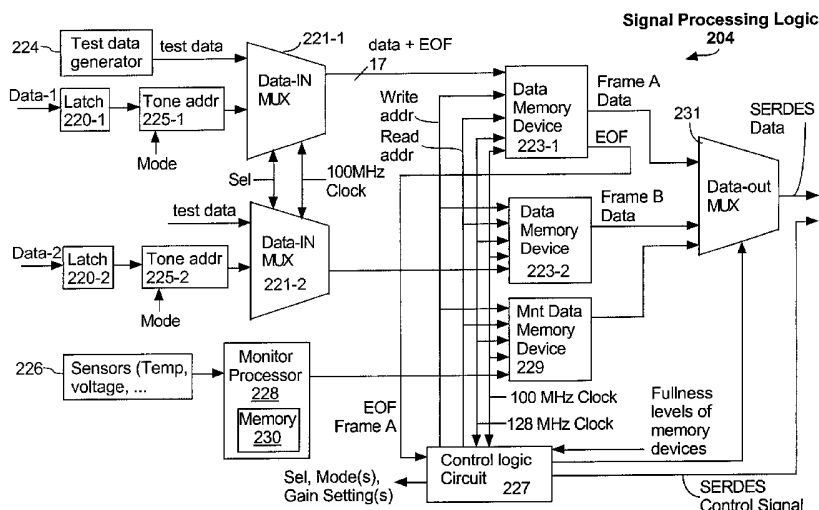 Signal Processing Logic
204
224
Test data
generator
test data
221-1
Data-IN
MUX
data + EOF
17
Data-1
Latch
220-1
Tone addr
225-1
Mode
Write
addr
Read
addr
Data
Memory
Device
223-1
Frame A
Data
EOF
231
SERDES
Data
Data-out
MUX
Sel
100MHz
Clock
test data
Data-IN
MUX
221-2
Data-2
Latch
220-2
Tone addr
225-2
Mode
Data
Memory
Device
223-2
Frame B
Data
Mnt Data
Memory
Device
229
226
Sensors (Temp,
voltage, ...
Monitor
Processor
228
Memory
230
EOF
Frame A
100 MHz Clock
128 MHz Clock
Fullness
levels of
memory
devices
Control logic
Circuit
227
Sel, Mode(s),
Gain Setting(s)
SERDES
Control Signal